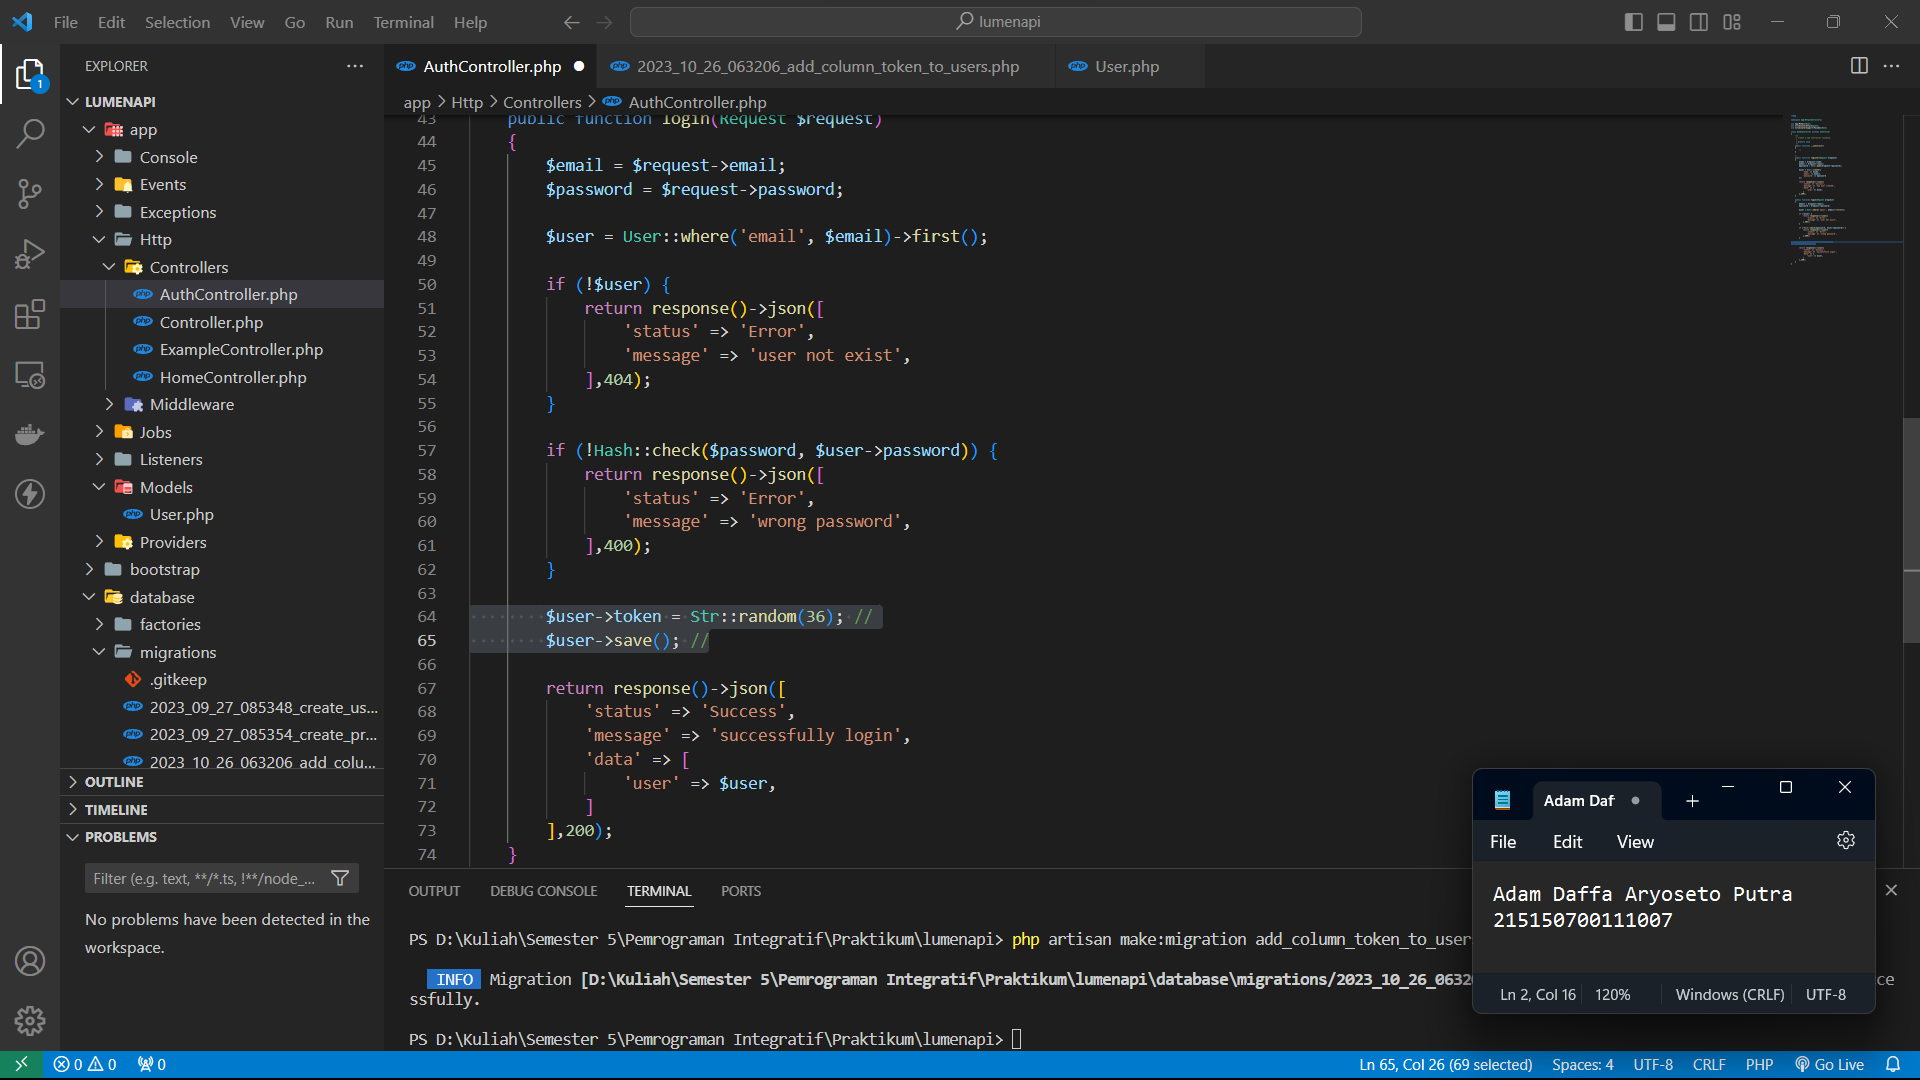 File Edit Selection View Go Run Terminal Help
lumenapi
EXPLORER
1
LUMENAPI
app
Console
Events
Exceptions
Http
Controllers
AuthController.php
Controller.php
ExampleController.php
HomeController.php
Middleware
Jobs
Listeners
Models
User.php
Providers
bootstrap
database
factories
migrations
.gitkeep
2023_09_27_085348_create_us...
2023_09_27_085354_create_pr...
2023_10_26_063206_add_colu...
OUTLINE
TIMELINE
PROBLEMS
Filter (e.g. text, **/*.ts, !**/node_...
No problems have been detected in the
workspace.
AuthController.php
2023_10_26_063206_add_column_token_to_users.php
User.php
app > Http > Controllers > AuthController.php
43 public function login(Request $request)
44 {
45 $email = $request->email;
46 $password = $request->password;
47
48 $user = User::where('email', $email)->first();
49
50 if (!$user) {
51 return response()->json([
52 'status' => 'Error',
53 'message' => 'user not exist',
54 ],404);
55 }
56
57 if (!Hash::check($password, $user->password)) {
58 return response()->json([
59 'status' => 'Error',
60 'message' => 'wrong password',
61 ],400);
62 }
63
64 $user->token = Str::random(36); //
65 $user->save(); //
66
67 return response()->json([
68 'status' => 'Success',
69 'message' => 'successfully login',
70 'data' => [
71 'user' => $user,
72 ]
73 ],200);
74 }
OUTPUT DEBUG CONSOLE TERMINAL PORTS
PS D:\Kuliah\Semester 5\Pemrograman Integratif\Praktikum\lumenapi> php artisan make:migration add_column_token_to_user
INFO Migration [D:\Kuliah\Semester 5\Pemrograman Integratif\Praktikum\lumenapi\database\migrations/2023_10_26_0632
ce
ssfully.
PS D:\Kuliah\Semester 5\Pemrograman Integratif\Praktikum\lumenapi>
Adam Daf
File Edit View
Adam Daffa Aryoseto Putra
215150700111007
Ln 2, Col 16 120% Windows (CRLF) UTF-8
0 0 0
Ln 65, Col 26 (69 selected) Spaces: 4 UTF-8 CRLF PHP Go Live